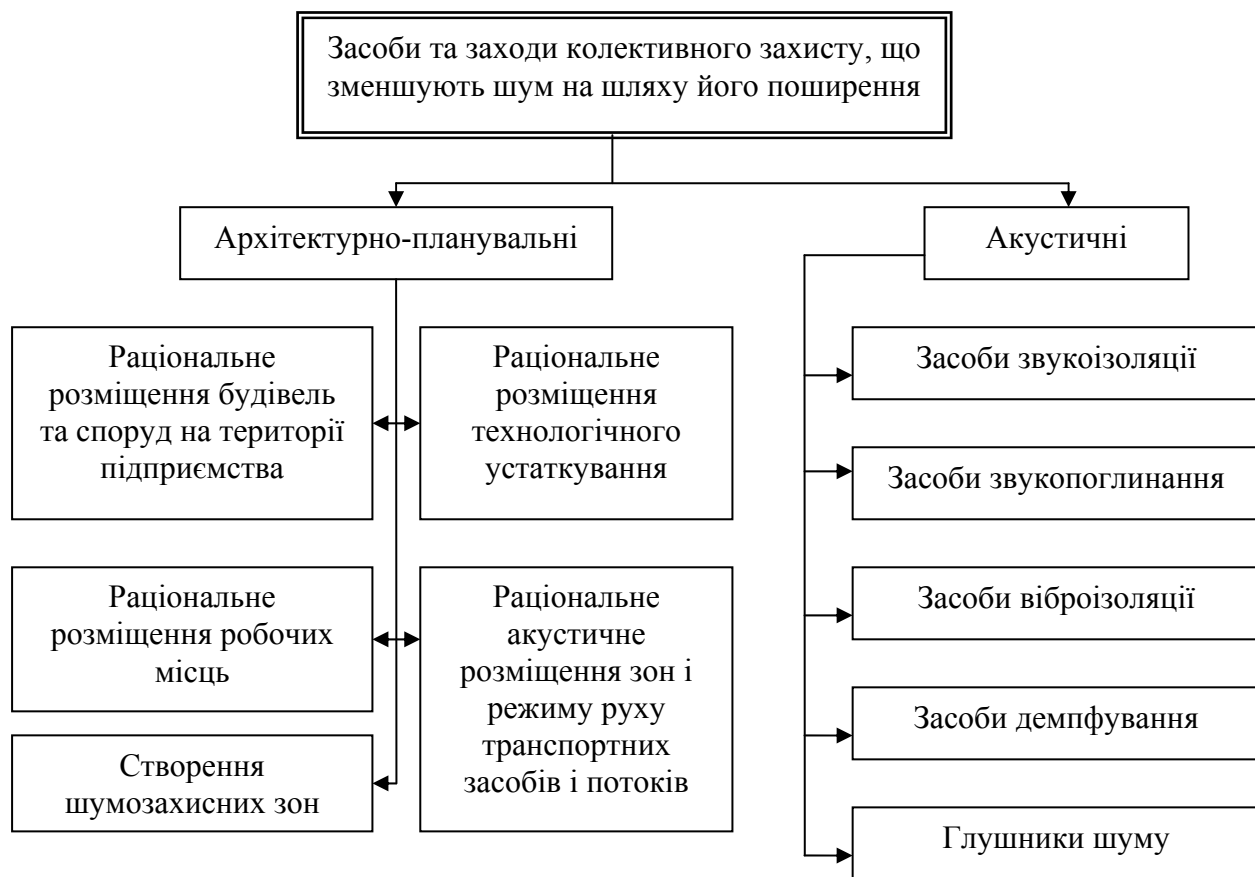 Засоби та заходи колективного захисту, що
зменшують шум на шляху його поширення
Архітектурно-планувальні
Акустичні
Раціональне
розміщення будівель
та споруд на території
підприємства
Раціональне
розміщення
технологічного
устаткування
Раціональне
розміщення робочих
місць
Раціональне
акустичне
розміщення зон і
режиму руху
транспортних
засобів і потоків
Створення
шумозахисних зон
Засоби звукоізоляції
Засоби звукопоглинання
Засоби віброізоляції
Засоби демпфування
Глушники шуму